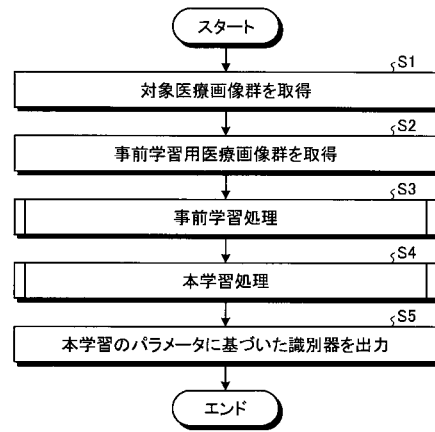 スタート
S1
対象医療画像群を取得
S2
事前学習用医療画像群を取得
S3
事前学習処理
S4
本学習処理
S5
本学習のパラメータに基づいた識別器を出力
エンド